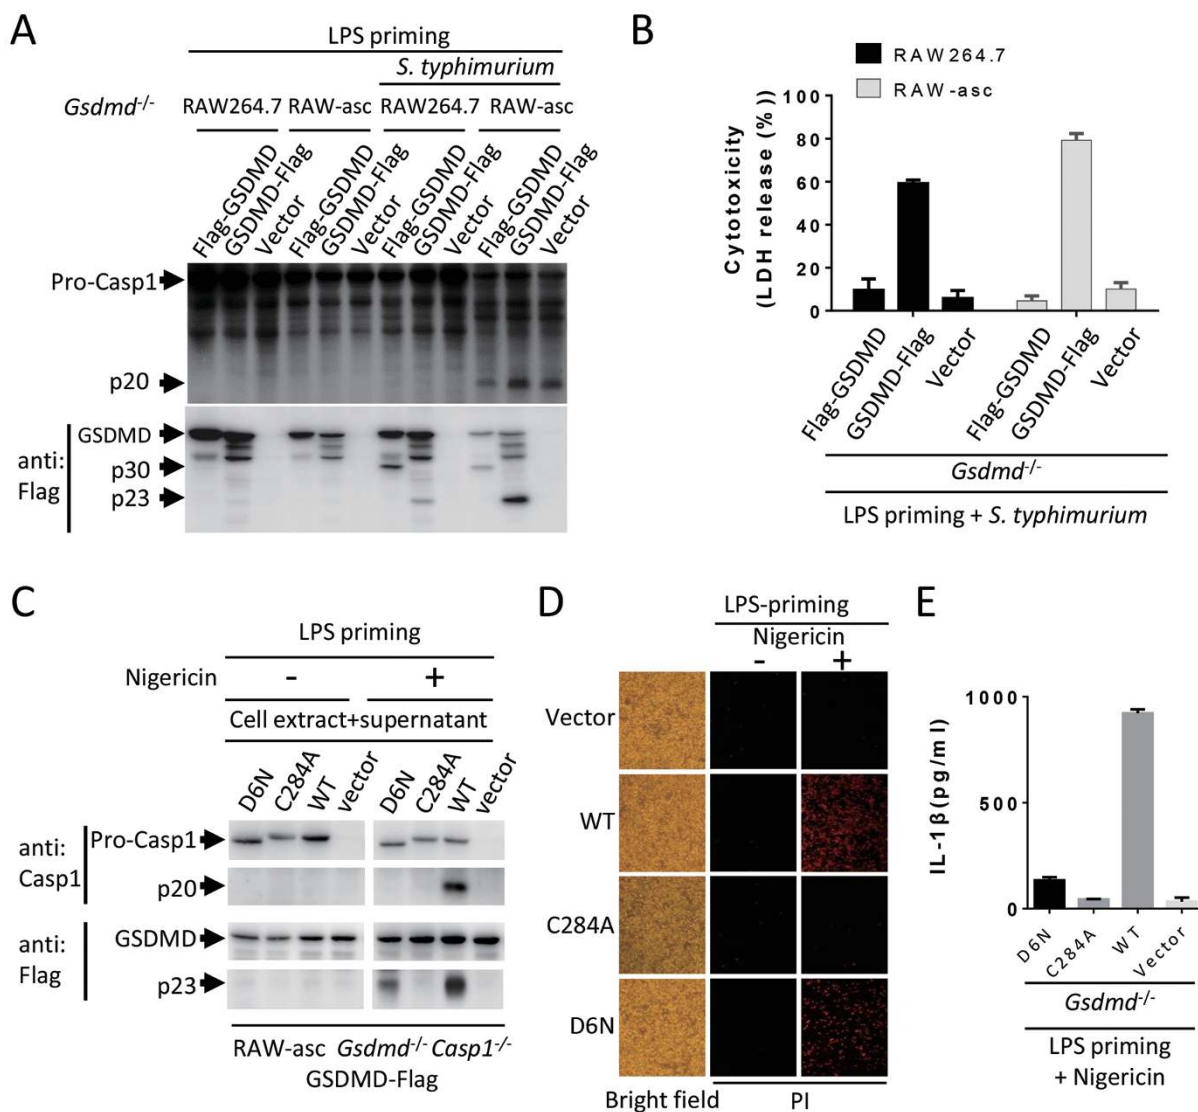 A
LPS priming
S. typhimurium
Gsdmd-/- RAW264.7 RAW-asc RAW264.7 RAW-asc
Flag-GSDMD GSDMD-Flag Vector Flag-GSDMD GSDMD-Flag Vector Flag-GSDMD GSDMD-Flag Vector Flag-GSDMD GSDMD-Flag Vector
Pro-Casp1
p20
anti: Flag
GSDMD
p30
p23
B
RAW264.7
RAW-asc
Cytotoxicity
(LDH release (%))
100
80
60
40
20
0
Flag-GSDMD GSDMD-Flag Vector Flag-GSDMD GSDMD-Flag Vector
Gsdmd-/-
LPS priming + S. typhimurium
C
LPS priming
Nigericin - +
Cell extract+supernatant
D6N C284A WT vector D6N C284A WT vector
anti: Casp1
Pro-Casp1
p20
anti: Flag
GSDMD
p23
RAW-asc Gsdmd-/- Casp1-/-
GSDMD-Flag
D
LPS-priming
Nigericin
- +
Vector
WT
C284A
D6N
Bright field PI
E
IL-1β(pg/ml)
1000
500
0
D6N C284A WT Vector
Gsdmd-/-
LPS priming
+ Nigericin